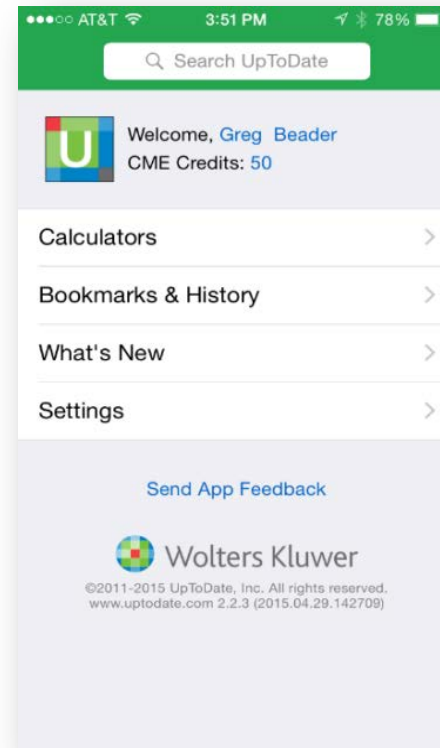 AT&T 3:51 PM 78%
Search UpToDate
U
Welcome, Greg Beader
CME Credits: 50
Calculators
Bookmarks & History
What's New
Settings
Send App Feedback
Wolters Kluwer
©2011-2015 UpToDate, Inc. All rights reserved.
www.uptodate.com 2.2.3 (2015.04.29.142709)